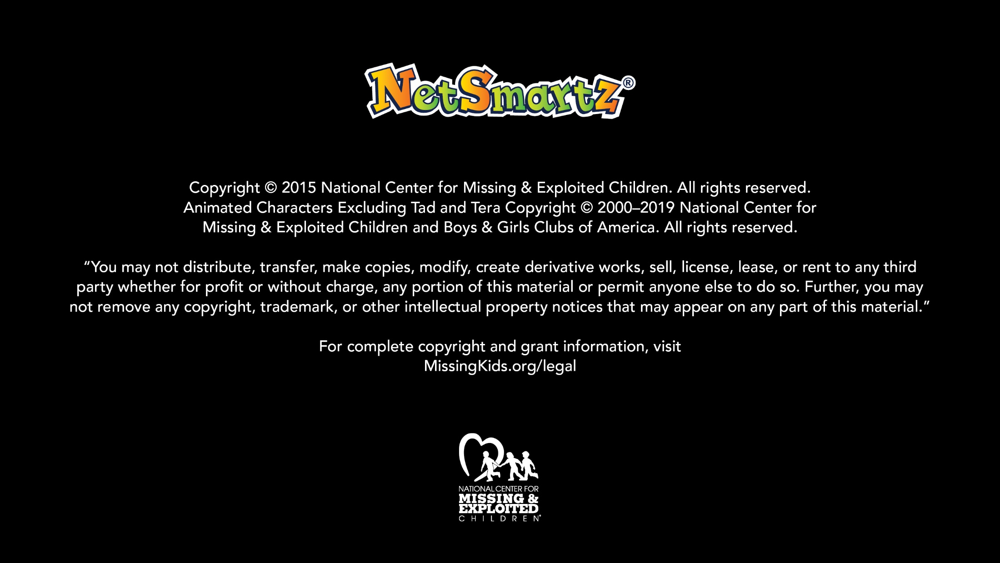 NetSmartz®
Copyright © 2015 National Center for Missing & Exploited Children. All rights reserved.
Animated Characters Excluding Tad and Tera Copyright © 2000–2019 National Center for
Missing & Exploited Children and Boys & Girls Clubs of America. All rights reserved.
“You may not distribute, transfer, make copies, modify, create derivative works, sell, license, lease, or rent to any third
party whether for profit or without charge, any portion of this material or permit anyone else to do so. Further, you may
not remove any copyright, trademark, or other intellectual property notices that may appear on any part of this material.”
For complete copyright and grant information, visit
MissingKids.org/legal
NATIONAL CENTER FOR
MISSING &
EXPLOITED
CHILDREN®